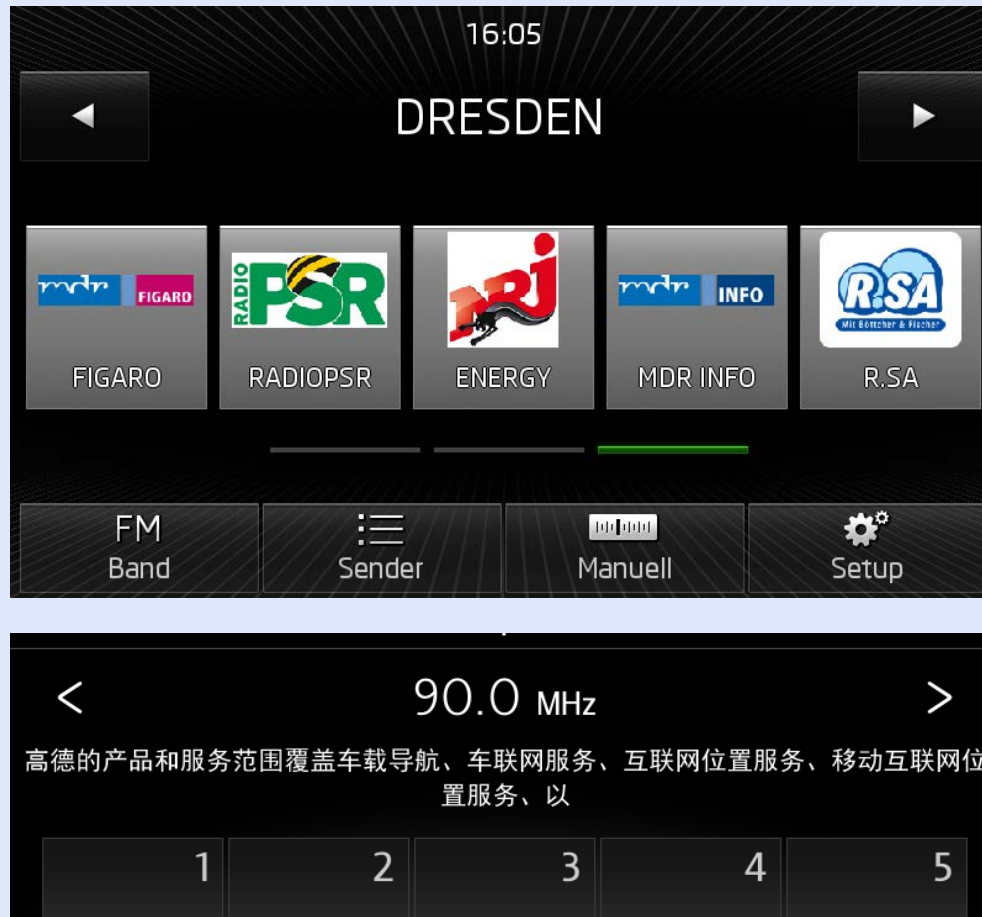 16:05
DRESDEN
mdr FIGARO
RADIO PSR
NRJ
mdr INFO
R.SA
Mit Böttcher & Fischer
FIGARO
RADIOPSR
ENERGY
MDR INFO
R.SA
FM
Band
Sender
Manuell
Setup
< 90.0 MHz >
高德的产品和服务范围覆盖车载导航、车联网服务、互联网位置服务、移动互联网位
置服务、以
1 2 3 4 5